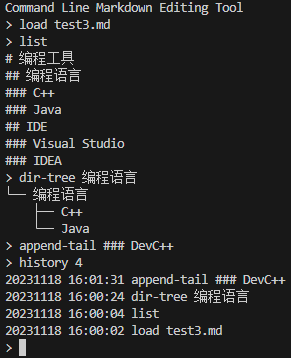 Command Line Markdown Editing Tool
> load test3.md
> list
# 编程工具
## 编程语言
### C++
### Java
## IDE
### Visual Studio
### IDEA
> dir-tree 编程语言
└── 编程语言
    ├── C++
    └── Java
> append-tail ### DevC++
> history 4
20231118 16:01:31 append-tail ### DevC++
20231118 16:00:24 dir-tree 编程语言
20231118 16:00:04 list
20231118 16:00:02 load test3.md
>